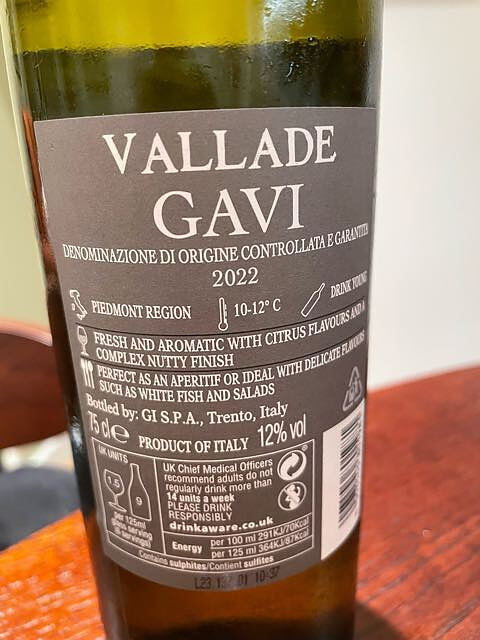 VALLADE
GAVI
DENOMINAZIONE DI ORIGINE CONTROLLATA E GARANTITA
2022
PIEDMONT REGION
10-12° C
DRINK YOUNG
FRESH AND AROMATIC WITH CITRUS FLAVOURS AND A
COMPLEX NUTTY FINISH
PERFECT AS AN APERITIF OR IDEAL WITH DELICATE FLAVOURS
SUCH AS WHITE FISH AND SALADS
Bottled by: GI S.P.A., Trento, Italy
75 cl e PRODUCT OF ITALY 12% vol
UK UNITS
1,5
9
per 125ml
glass serving
(6 servings)
UK Chief Medical Officers
recommend adults do not
regularly drink more than
14 units a week
PLEASE DRINK
RESPONSIBLY
drinkaware.co.uk
Energy
per 100 ml 291KJ/70Kcal
per 125 ml 364KJ/87Kcal
Contains sulphites/Contient sulfites